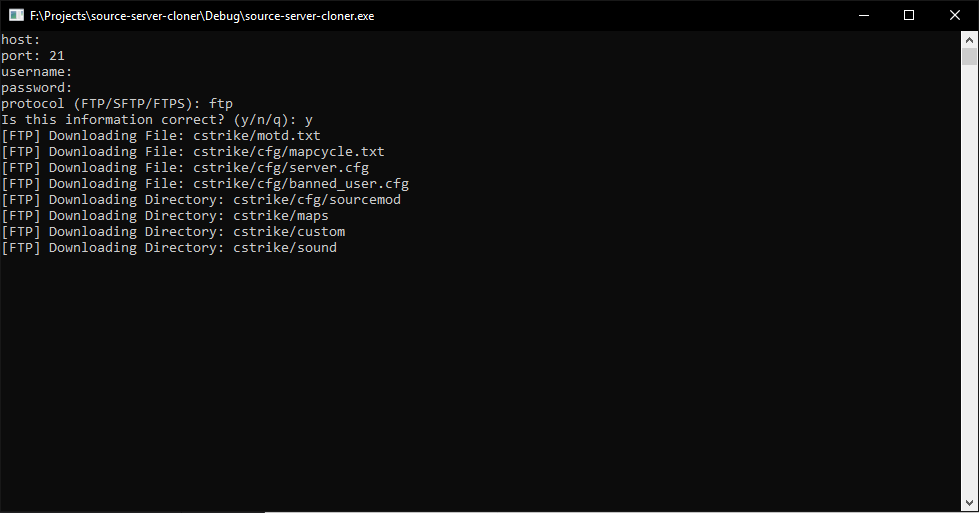 F:\Projects\source-server-cloner\Debug\source-server-cloner.exe
host:
port: 21
username:
password:
protocol (FTP/SFTP/FTPS): ftp
Is this information correct? (y/n/q): y
[FTP] Downloading File: cstrike/motd.txt
[FTP] Downloading File: cstrike/cfg/mapcycle.txt
[FTP] Downloading File: cstrike/cfg/server.cfg
[FTP] Downloading File: cstrike/cfg/banned_user.cfg
[FTP] Downloading Directory: cstrike/cfg/sourcemod
[FTP] Downloading Directory: cstrike/maps
[FTP] Downloading Directory: cstrike/custom
[FTP] Downloading Directory: cstrike/sound